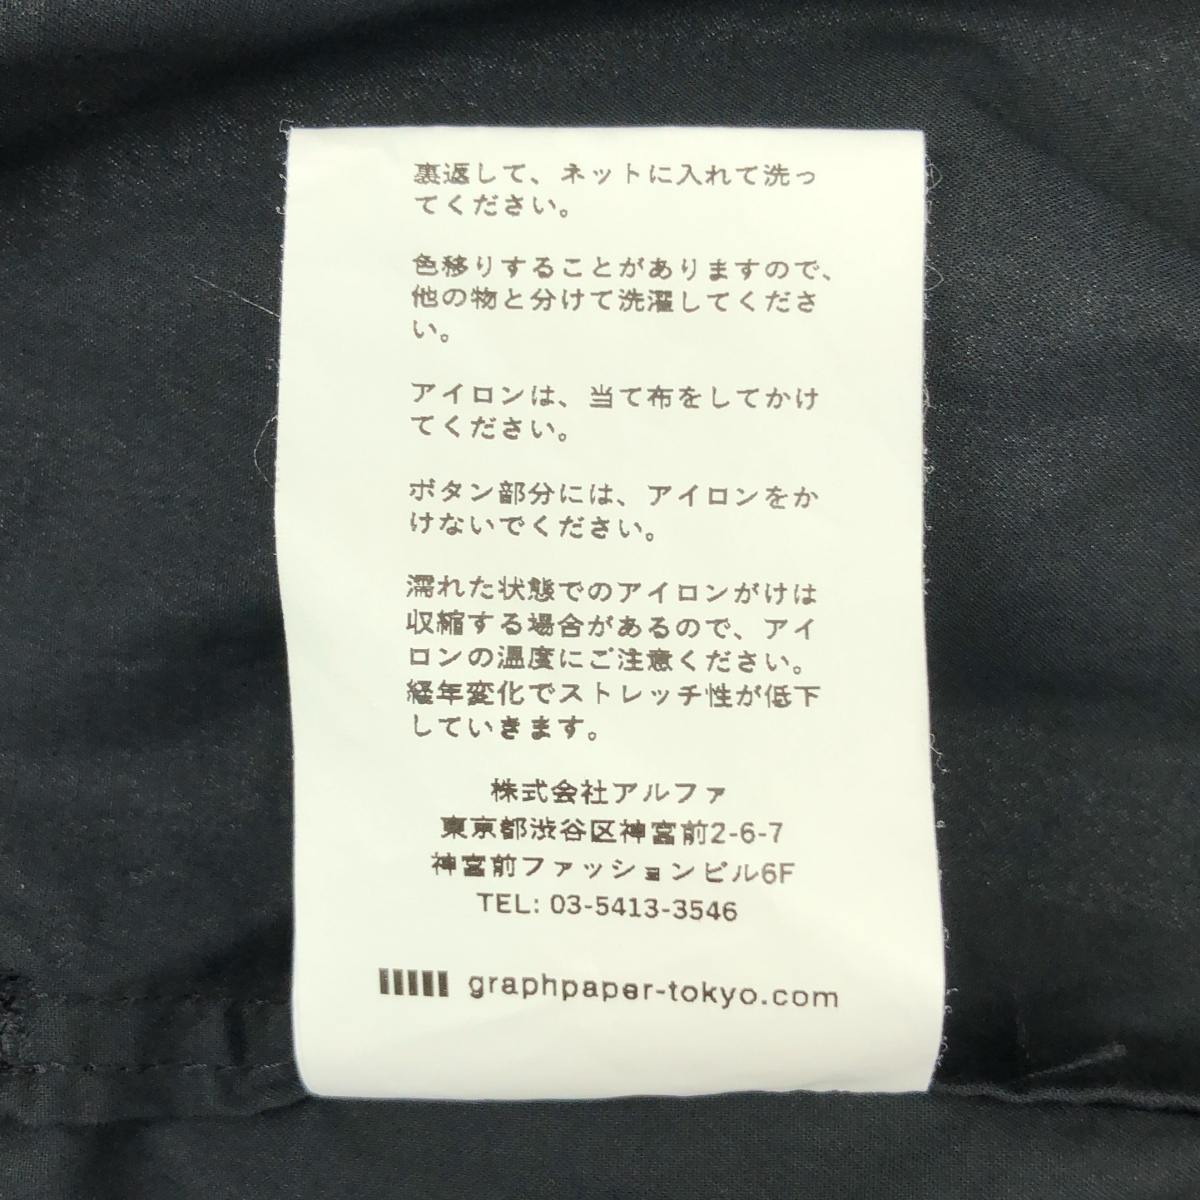 裏返して、ネットに入れて洗っ
てください。
色移りすることがありますので、
他の物と分けて洗濯してくださ
い。
アイロンは、当て布をしてかけ
てください。
ボタン部分には、アイロンをか
けないでください。
濡れた状態でのアイロンがけは
収縮する場合があるので、アイ
ロンの温度にご注意ください。
経年変化でストレッチ性が低下
していきます。
株式会社アルファ
東京都渋谷区神宮前2-6-7
神宮前ファッションビル6F
TEL: 03-5413-3546
graphpaper-tokyo.com